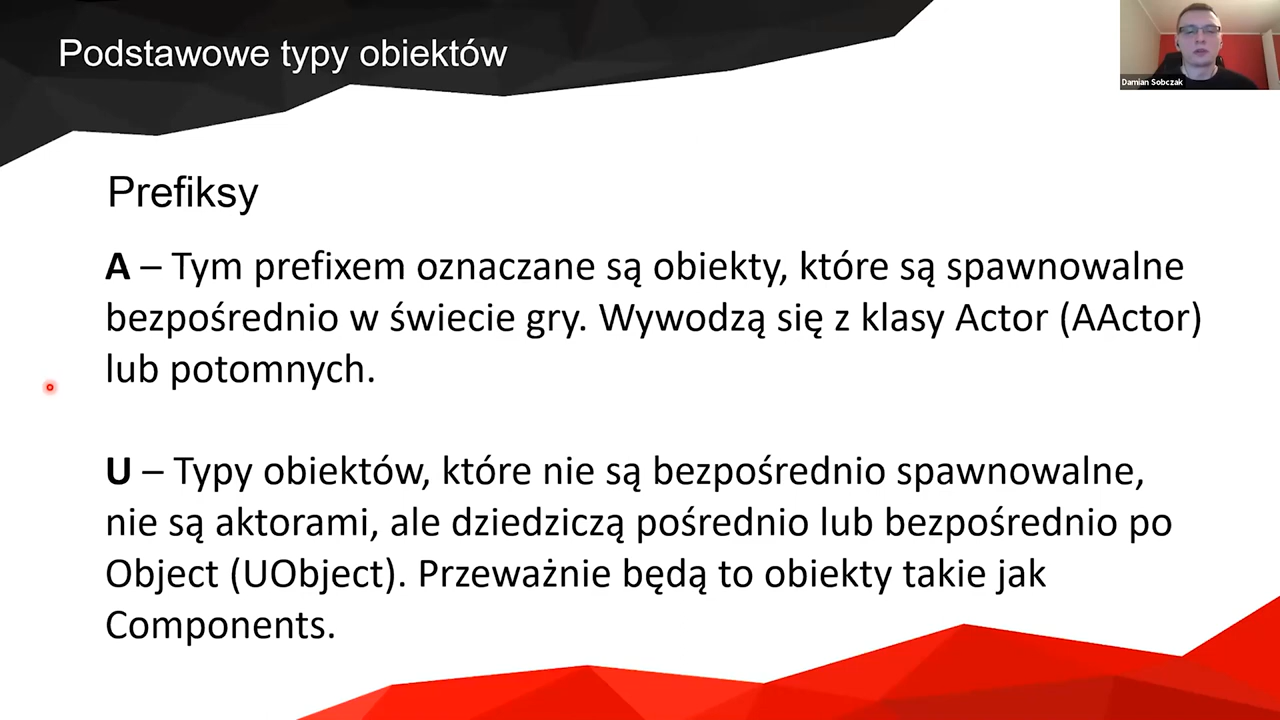 Podstawowe typy obiektów
Damian Sobczak
Prefiksy
A – Tym prefixem oznaczane są obiekty, które są spawnowalne
bezpośrednio w świecie gry. Wywodzą się z klasy Actor (AActor)
lub potomnych.
U – Typy obiektów, które nie są bezpośrednio spawnowalne,
nie są aktorami, ale dziedziczą pośrednio lub bezpośrednio po
Object (UObject). Przeważnie będą to obiekty takie jak
Components.